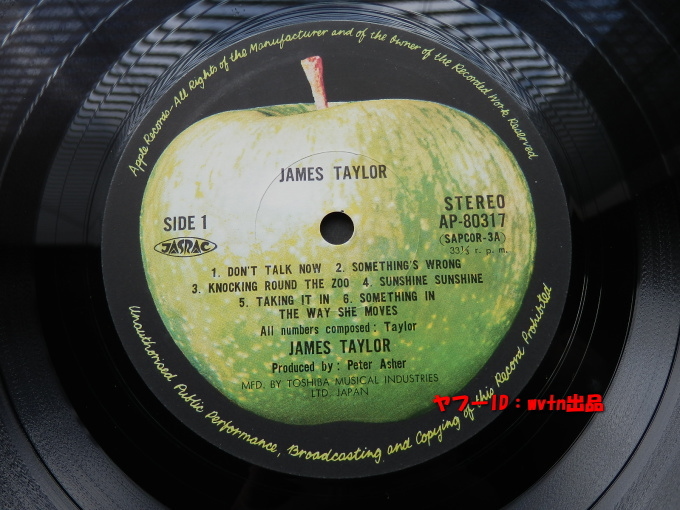 Apple Records-All Rights of the Manufacturer and of the Owner of the Recorded Work Reserved
JAMES TAYLOR
SIDE 1
JASRAC
STEREO
AP-80317
(SAPCOR-3A)
33⅓ r. p. m.
1. DON'T TALK NOW 2. SOMETHING'S WRONG
3. KNOCKING ROUND THE ZOO 4. SUNSHINE SUNSHINE
5. TAKING IT IN 6. SOMETHING IN
THE WAY SHE MOVES
All numbers composed: Taylor
JAMES TAYLOR
Produced by: Peter Asher
MFD. BY TOSHIBA MUSICAL INDUSTRIES
LTD. JAPAN
Unauthorised Public Performance, Broadcasting and Copying of this Record Prohibited
ヤフーID：mvtn出品